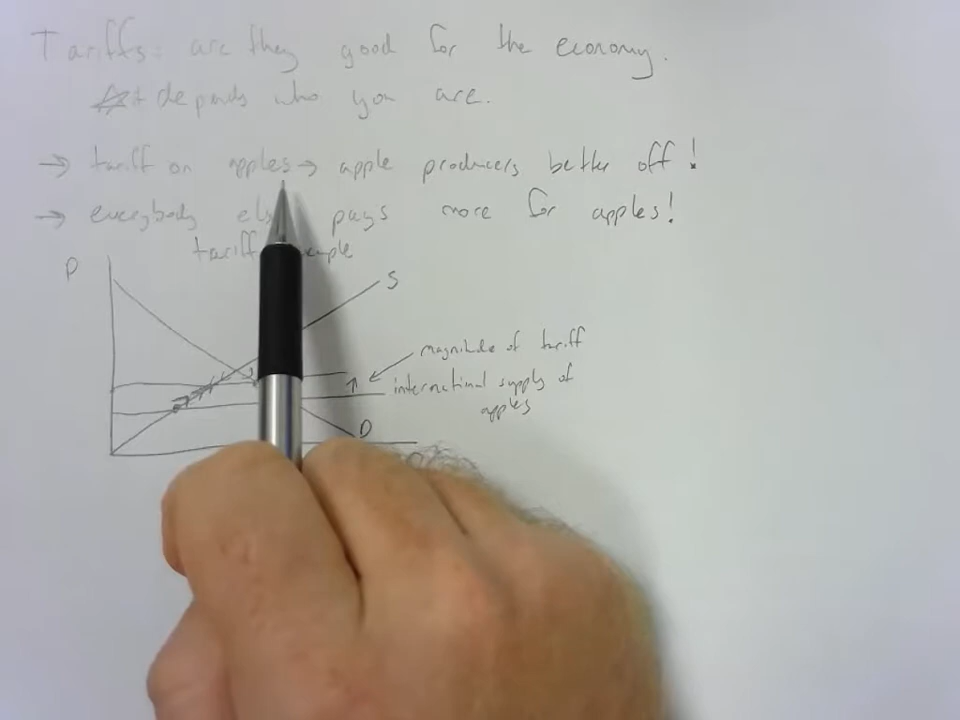 Tariffs: are they good for the economy.
depends who you are.
→ tariff on apples → apple producers better off!
→ everybody pays more for apples!
tariff
P
S
magnitude of tariff
international supply of
apples
D